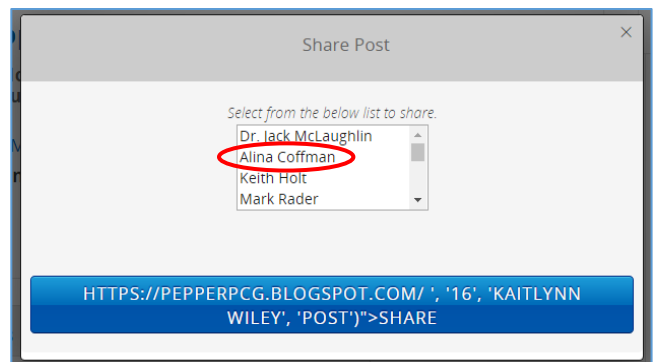 Share Post
×
Select from the below list to share.
Dr. Jack McLaughlin
Alina Coffman
Keith Holt
Mark Rader
HTTPS://PEPPERPCG.BLOGSPOT.COM/ ', '16', 'KAITLYNN
WILEY', 'POST')">SHARE